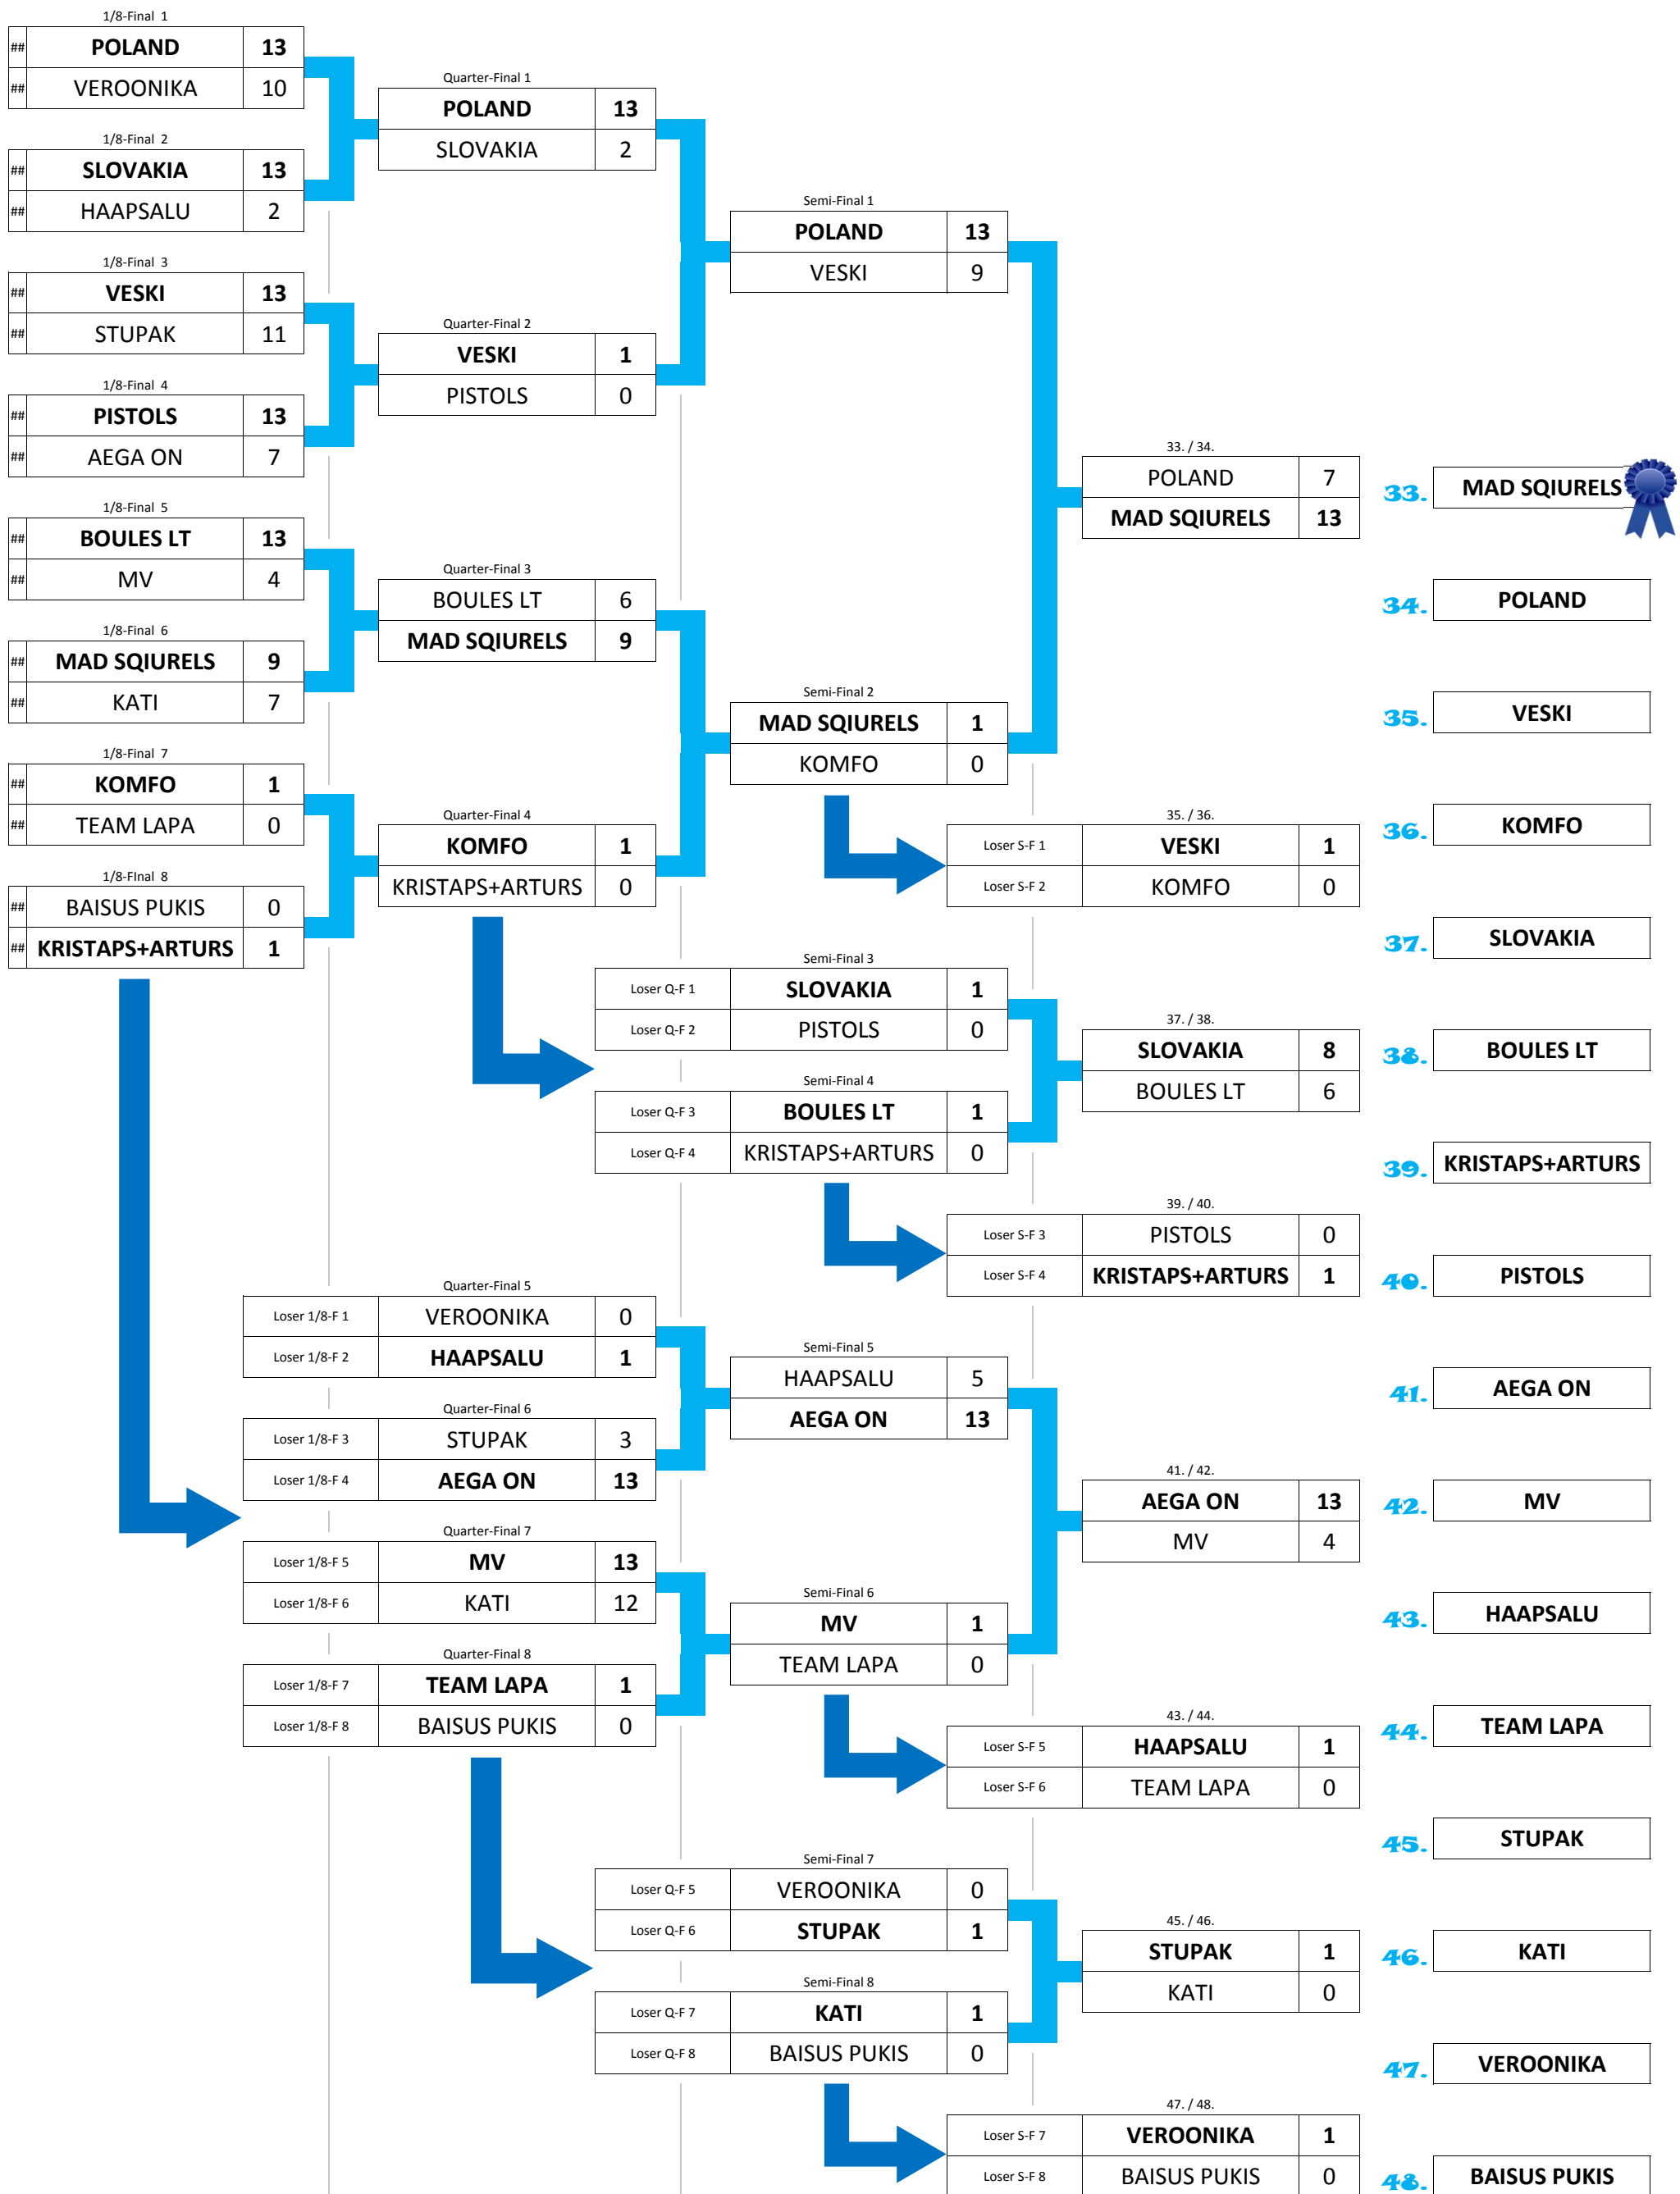 1/8-Final 1
## POLAND 13
## VEROONIKA 10
Quarter-Final 1
POLAND 13
SLOVAKIA 2
1/8-Final 2
## SLOVAKIA 13
## HAAPSALU 2
Semi-Final 1
POLAND 13
VESKI 9
1/8-Final 3
## VESKI 13
## STUPAK 11
Quarter-Final 2
VESKI 1
PISTOLS 0
1/8-Final 4
## PISTOLS 13
## AEGA ON 7
33. / 34.
POLAND 7
MAD SQIURELS 13
33. MAD SQIURELS
1/8-Final 5
## BOULES LT 13
## MV 4
Quarter-Final 3
BOULES LT 6
MAD SQIURELS 9
34. POLAND
1/8-Final 6
## MAD SQIURELS 9
## KATI 7
Semi-Final 2
MAD SQIURELS 1
KOMFO 0
35. VESKI
1/8-Final 7
## KOMFO 1
## TEAM LAPA 0
Quarter-Final 4
KOMFO 1
KRISTAPS+ARTURS 0
35. / 36.
Loser S-F 1 VESKI 1
Loser S-F 2 KOMFO 0
36. KOMFO
1/8-FInal 8
## BAISUS PUKIS 0
## KRISTAPS+ARTURS 1
37. SLOVAKIA
Semi-Final 3
Loser Q-F 1 SLOVAKIA 1
Loser Q-F 2 PISTOLS 0
37. / 38.
SLOVAKIA 8
BOULES LT 6
38. BOULES LT
Semi-Final 4
Loser Q-F 3 BOULES LT 1
Loser Q-F 4 KRISTAPS+ARTURS 0
39. KRISTAPS+ARTURS
39. / 40.
Loser S-F 3 PISTOLS 0
Loser S-F 4 KRISTAPS+ARTURS 1
40. PISTOLS
Quarter-Final 5
Loser 1/8-F 1 VEROONIKA 0
Loser 1/8-F 2 HAAPSALU 1
Semi-Final 5
HAAPSALU 5
AEGA ON 13
41. AEGA ON
Quarter-Final 6
Loser 1/8-F 3 STUPAK 3
Loser 1/8-F 4 AEGA ON 13
41. / 42.
AEGA ON 13
MV 4
42. MV
Quarter-Final 7
Loser 1/8-F 5 MV 13
Loser 1/8-F 6 KATI 12
Semi-Final 6
MV 1
TEAM LAPA 0
43. HAAPSALU
Quarter-Final 8
Loser 1/8-F 7 TEAM LAPA 1
Loser 1/8-F 8 BAISUS PUKIS 0
43. / 44.
Loser S-F 5 HAAPSALU 1
Loser S-F 6 TEAM LAPA 0
44. TEAM LAPA
45. STUPAK
Semi-Final 7
Loser Q-F 5 VEROONIKA 0
Loser Q-F 6 STUPAK 1
45. / 46.
STUPAK 1
KATI 0
46. KATI
Semi-Final 8
Loser Q-F 7 KATI 1
Loser Q-F 8 BAISUS PUKIS 0
47. VEROONIKA
47. / 48.
Loser S-F 7 VEROONIKA 1
Loser S-F 8 BAISUS PUKIS 0
48. BAISUS PUKIS